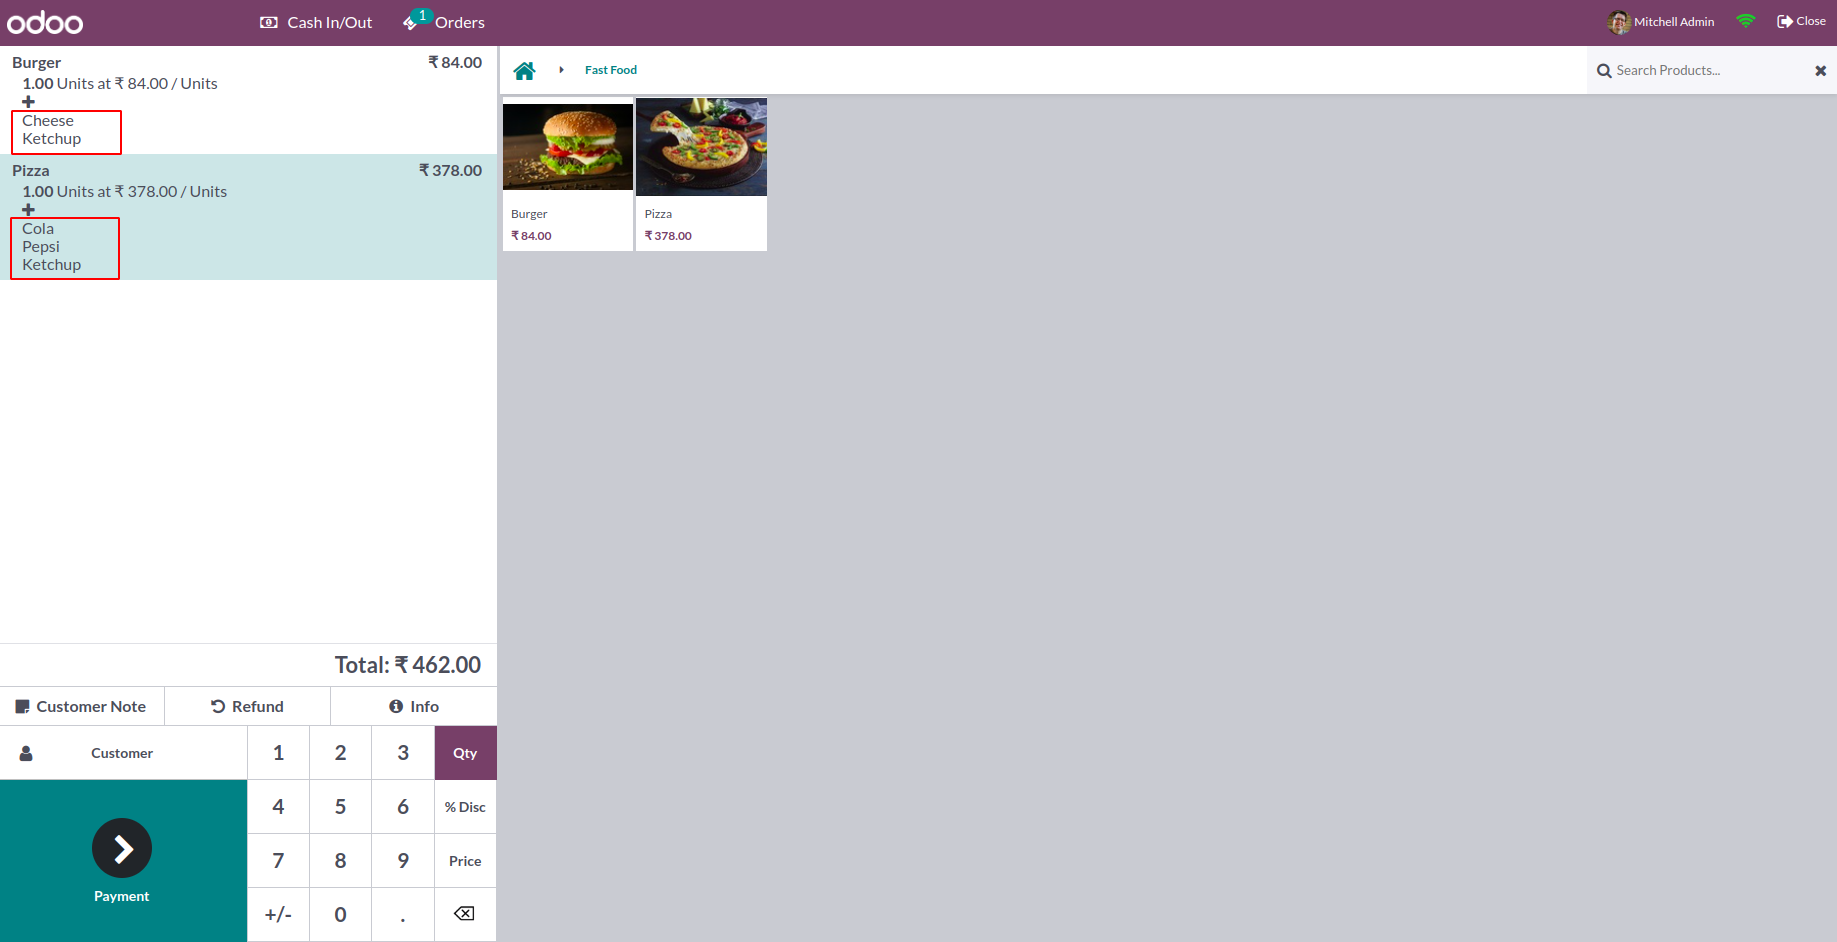 odoo
Cash In/Out
1
Orders
Mitchell Admin
Close
Burger
₹ 84.00
1.00 Units at ₹ 84.00 / Units
Cheese
Ketchup
Pizza
₹ 378.00
1.00 Units at ₹ 378.00 / Units
Cola
Pepsi
Ketchup
Total: ₹ 462.00
Customer Note
Refund
Info
Customer
1
2
3
Qty
4
5
6
% Disc
7
8
9
Price
Payment
+/-
0
.
Fast Food
Search Products...
Burger
₹ 84.00
Pizza
₹ 378.00